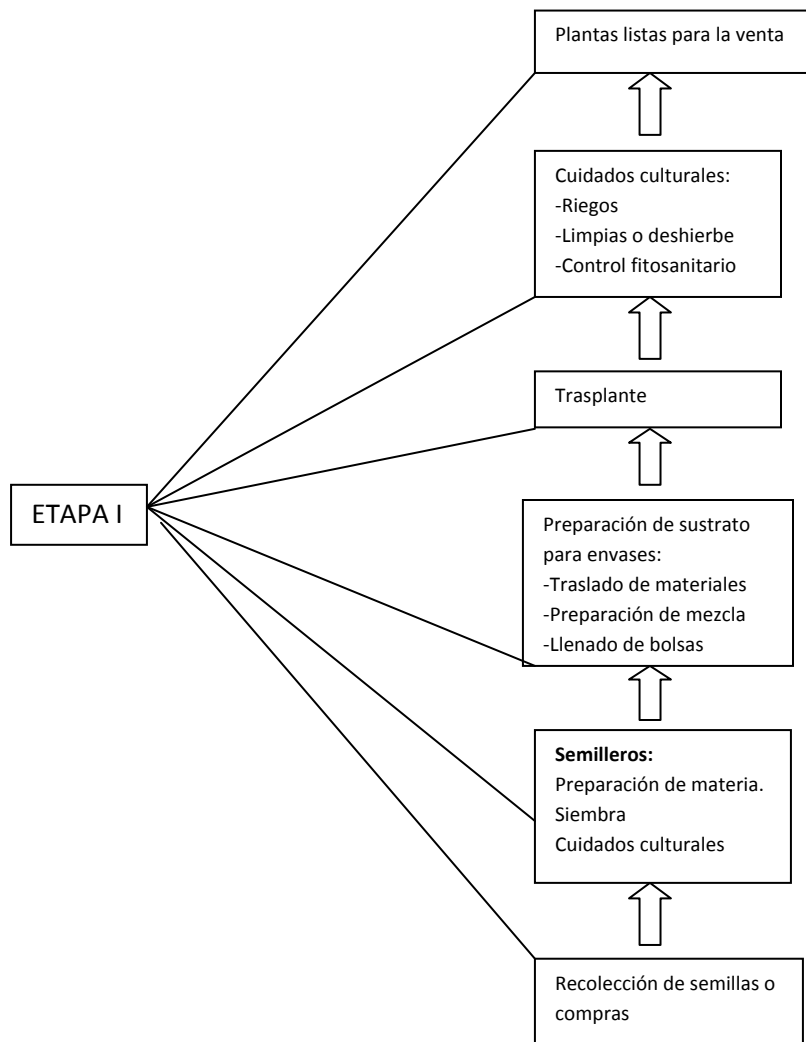 Plantas listas para la venta
Cuidados culturales:
-Riegos
-Limpias o deshierbe
-Control fitosanitario
Trasplante
ETAPA I
Preparación de sustrato
para envases:
-Traslado de materiales
-Preparación de mezcla
-Llenado de bolsas
Semilleros:
Preparación de materia.
Siembra
Cuidados culturales
Recolección de semillas o
compras